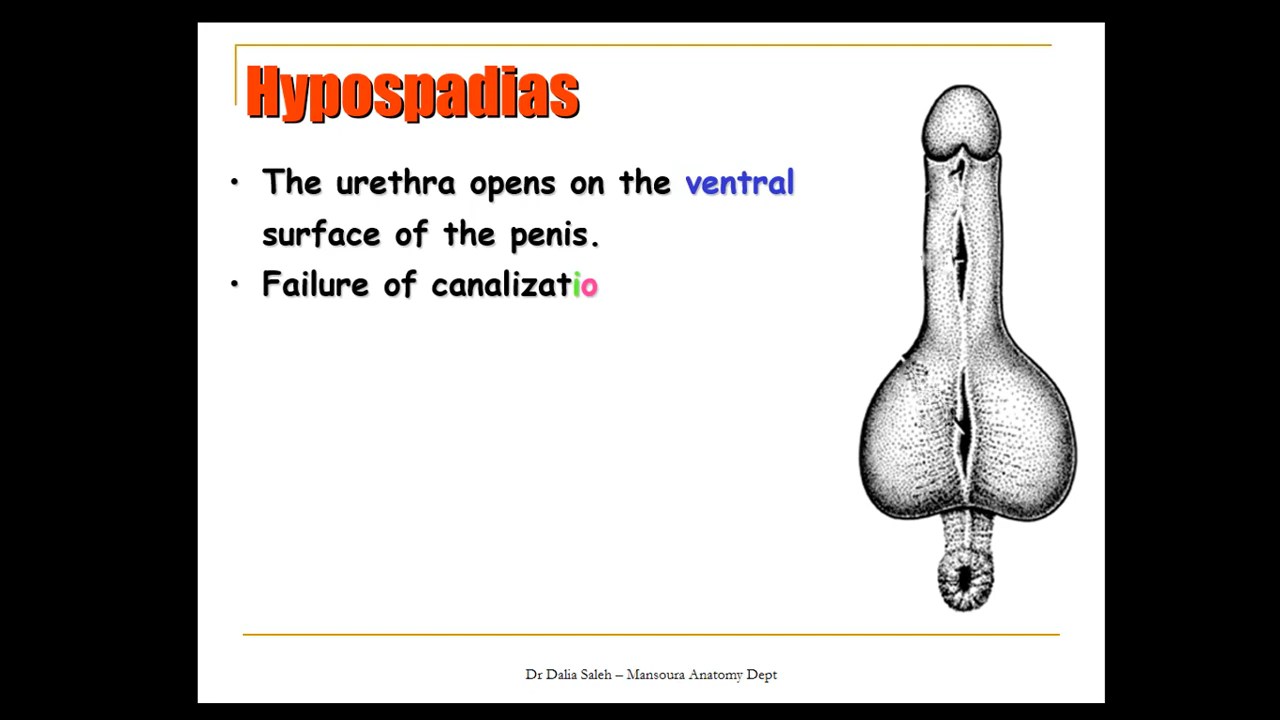 Hypospadias
• The urethra opens on the ventral
surface of the penis.
• Failure of canalizatio
Dr Dalia Saleh – Mansoura Anatomy Dept